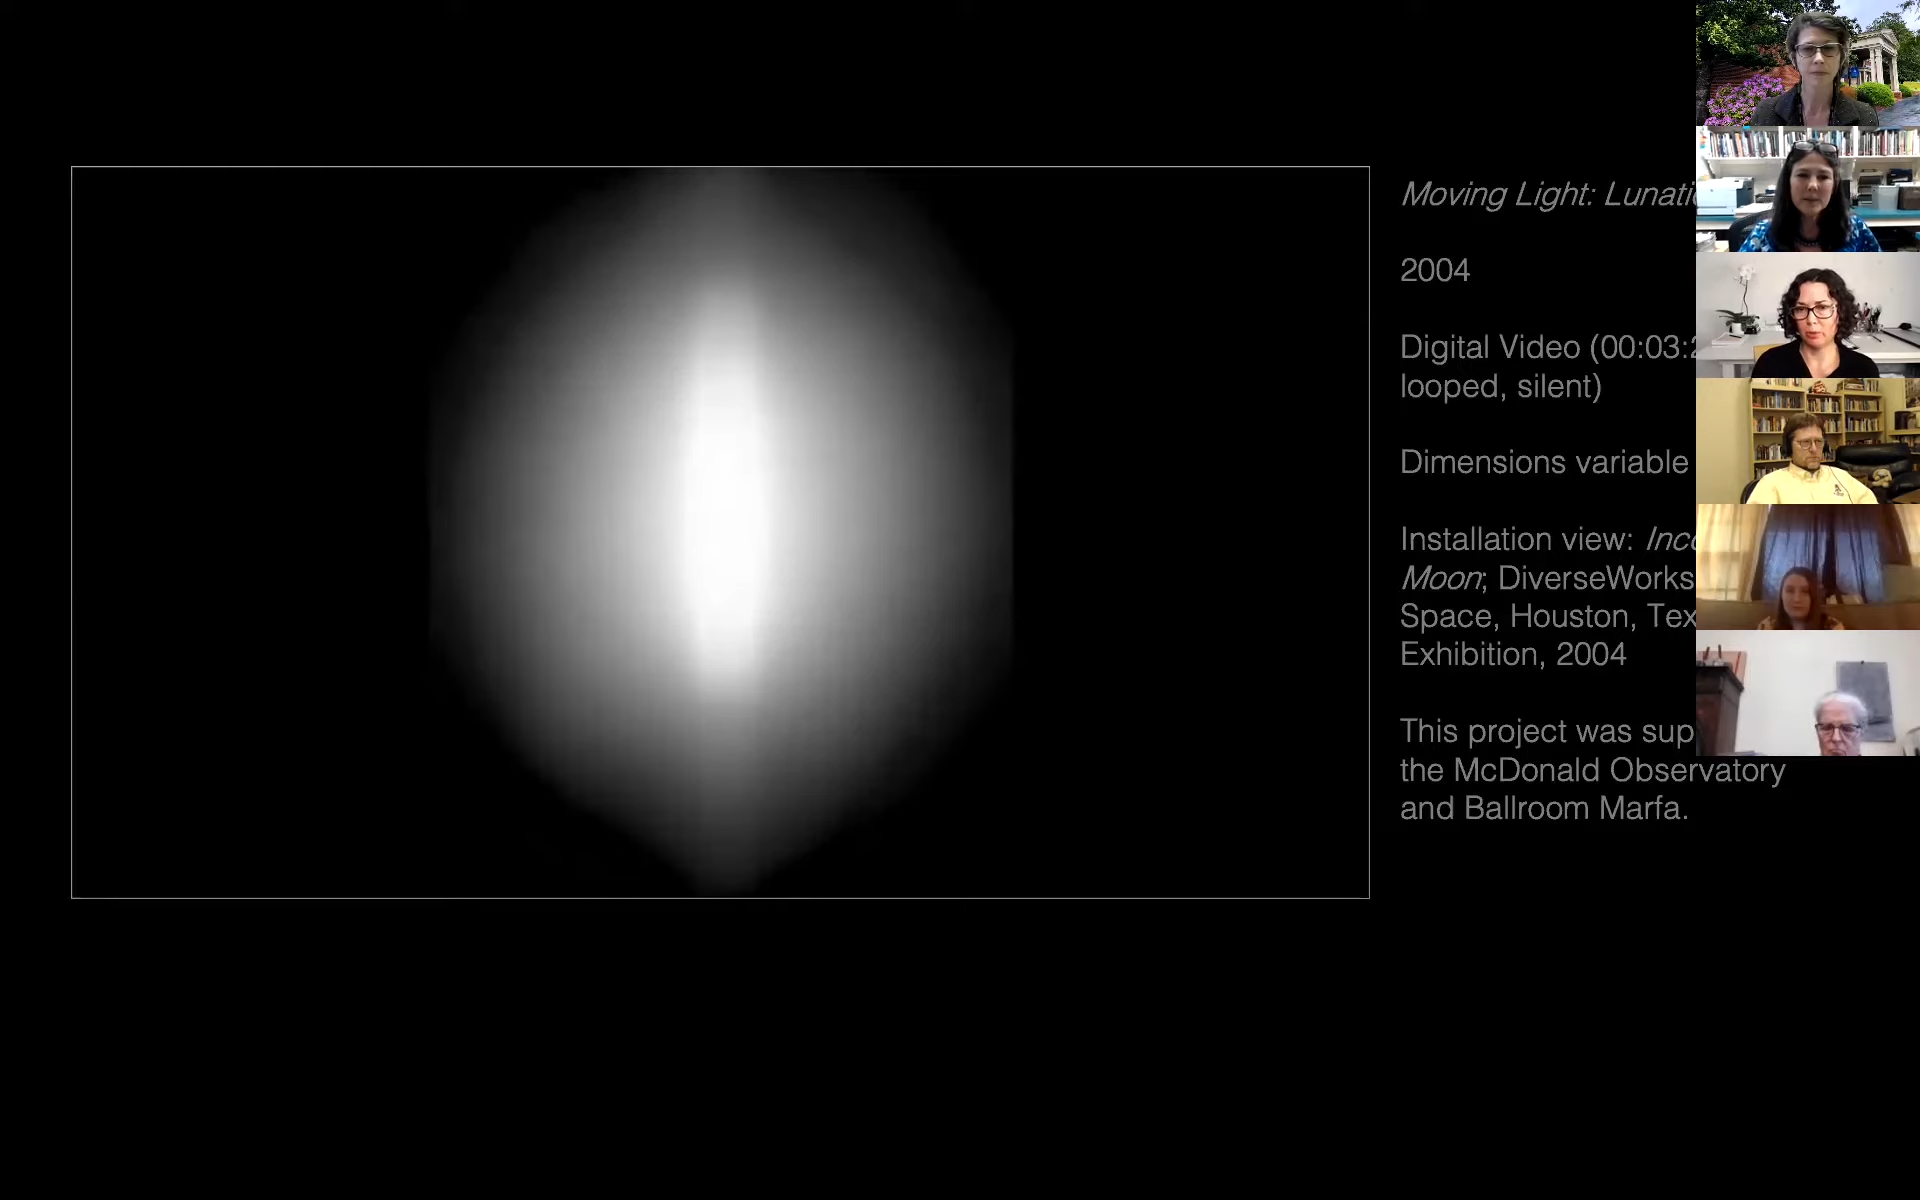 Moving Light: Lunati
2004
Digital Video (00:03:2
looped, silent)
Dimensions variable
Installation view: Inc
Moon; DiverseWorks
Space, Houston, Tex
Exhibition, 2004
This project was sup
the McDonald Observatory
and Ballroom Marfa.